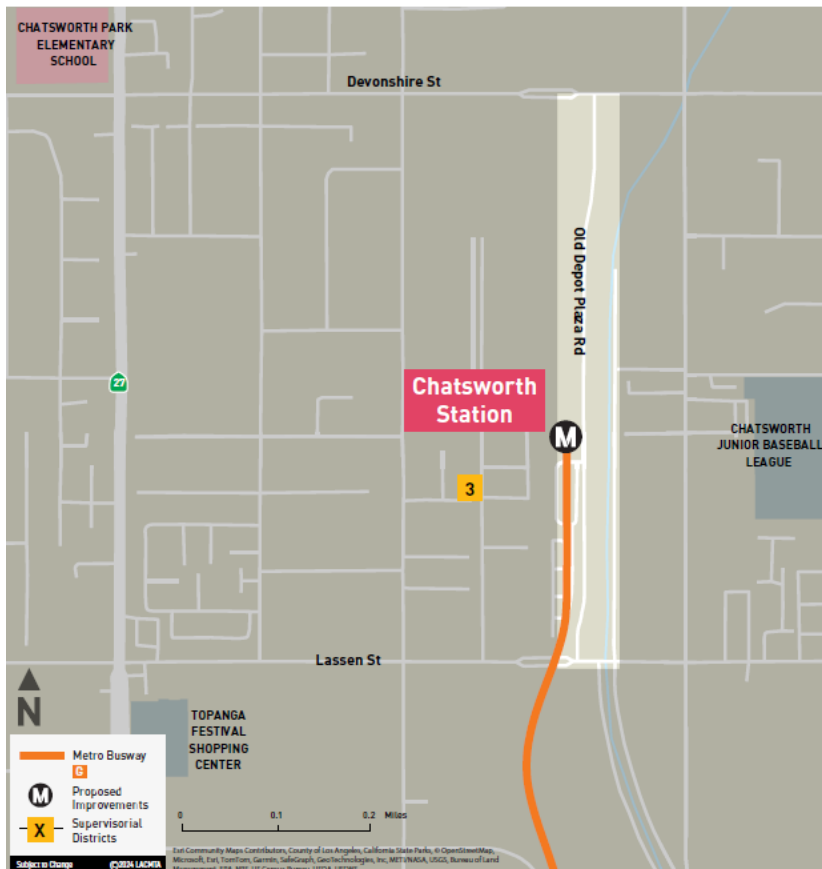 CHATSWORTH PARK
ELEMENTARY
SCHOOL
Devonshire St
Old Depot Plaza Rd
27
Chatsworth
Station
M
CHATSWORTH
JUNIOR BASEBALL
LEAGUE
3
Lassen St
N
TOPANGA
FESTIVAL
SHOPPING
CENTER
Metro Busway
G
M
Proposed
Improvements
X
Supervisorial
Districts
0 0.1 0.2 Miles
Subject to Change ©2024 LACMTA
Esri Community Maps Contributors, County of Los Angeles, California State Parks, © OpenStreetMap,
Microsoft, Esri, TomTom, Garmin, SafeGraph, GeoTechnologies, Inc, METI/NASA, USGS, Bureau of Land